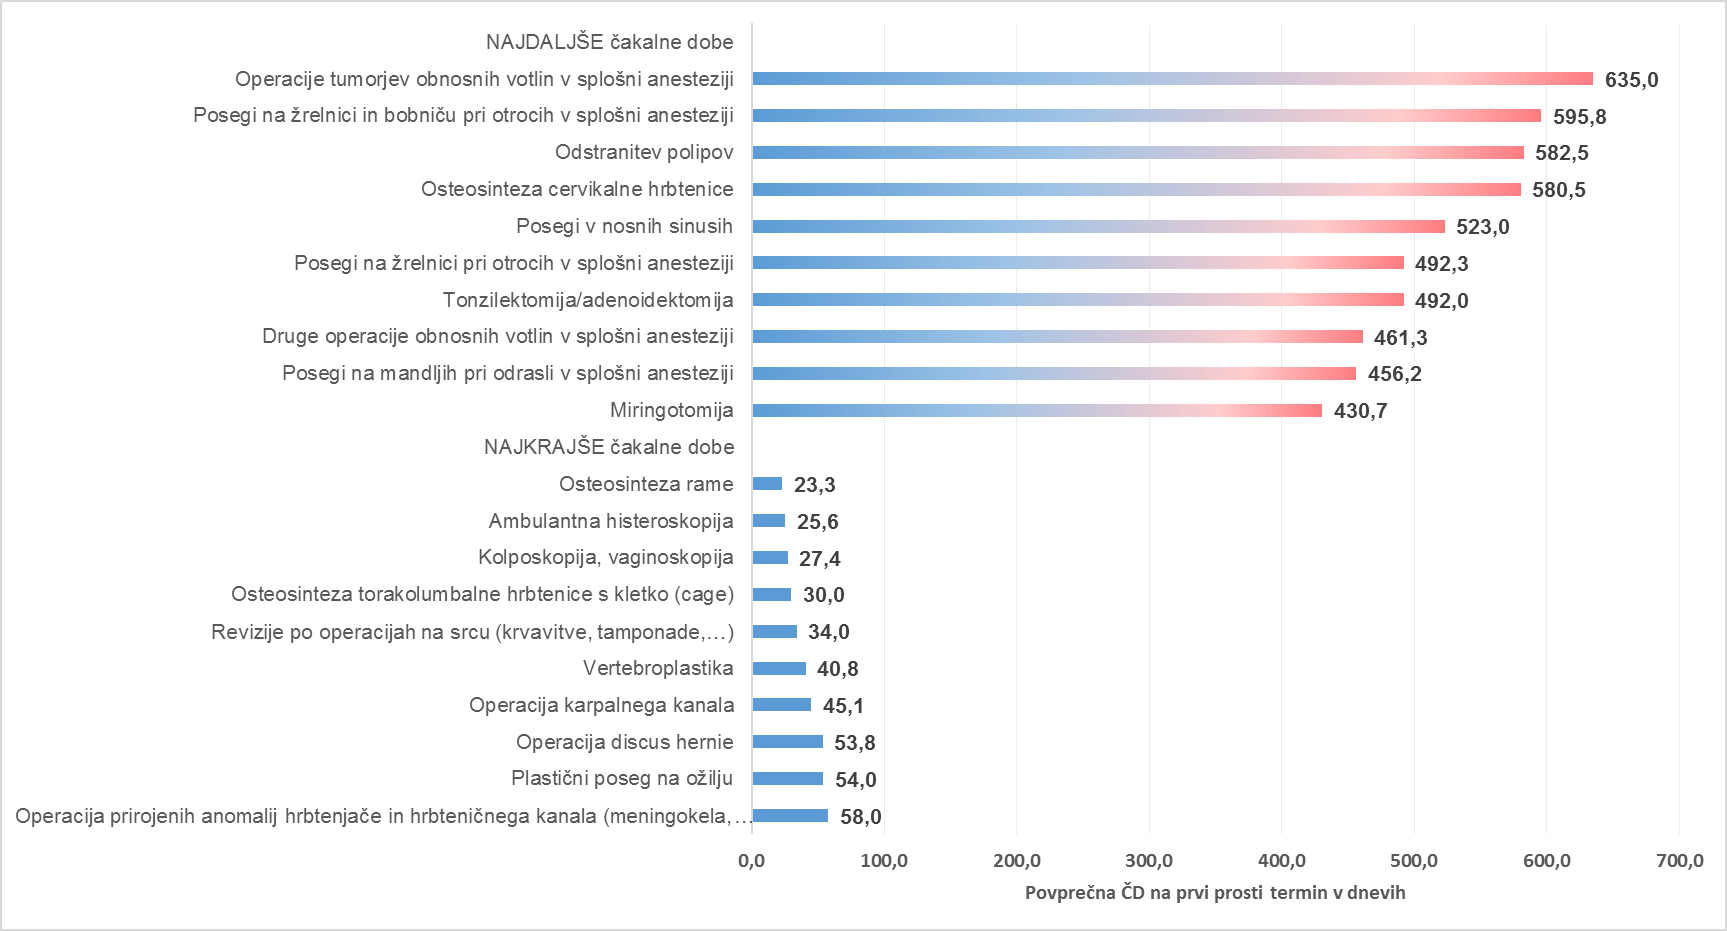 NAJDALJŠE čakalne dobe
Operacije tumorjev obnosnih votlin v splošni anesteziji 635,0
Posegi na žrelnici in bobniču pri otrocih v splošni anesteziji 595,8
Odstranitev polipov 582,5
Osteosinteza cervikalne hrbtenice 580,5
Posegi v nosnih sinusih 523,0
Posegi na žrelnici pri otrocih v splošni anesteziji 492,3
Tonzilektomija/adenoidektomija 492,0
Druge operacije obnosnih votlin v splošni anesteziji 461,3
Posegi na mandljih pri odrasli v splošni anesteziji 456,2
Miringotomija 430,7
NAJKRAJŠE čakalne dobe
Osteosinteza rame 23,3
Ambulantna histeroskopija 25,6
Kolposkopija, vaginoskopija 27,4
Osteosinteza torakolumbalne hrbtenice s kletko (cage) 30,0
Revizije po operacijah na srcu (krvavitve, tamponade,…) 34,0
Vertebroplastika 40,8
Operacija karpalnega kanala 45,1
Operacija discus hernie 53,8
Plastični poseg na ožilju 54,0
Operacija prirojenih anomalij hrbtenjače in hrbteničnega kanala (meningokela,… 58,0
0,0 100,0 200,0 300,0 400,0 500,0 600,0 700,0
Povprečna ČD na prvi prosti termin v dnevih